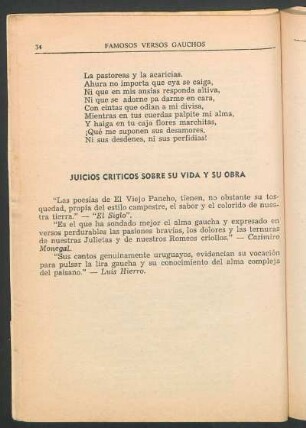 34 FAMOSOS VERSOS GAUCHOS
La pastoreas y la acaricias.
Ahora no importa que eya se caiga,
Ni que en mis ansias responda altiva,
Ni que se adorne pa darme en cara,
Con cintas que odian a mi divisa,
Mientras en tus cuerdas palpite mi alma,
Y haiga en tu caja flores marchitas,
¡Qué me suponen sus desamores,
Ni sus desdenes, ni sus perfidias!
JUICIOS CRITICOS SOBRE SU VIDA Y SU OBRA
"Las poesías de El Viejo Pancho, tienen, no obstante su tos-
quedad, propia del estilo campestre, el sabor y el colorido de nues-
tra tierra." — "El Siglo".
"Es el que ha sondado mejor el alma gaucha y expresado en
versos perdurables las pasiones bravías, los dolores y las ternuras
de nuestras Julietas y de nuestros Romeos criollos." — Casimiro
Monegal.
"Sus cantos genuinamente uruguayos, evidencian su vocación
para pulsar la lira gaucha y su conocimiento del alma compleja
del paisano." — Luis Hierro.